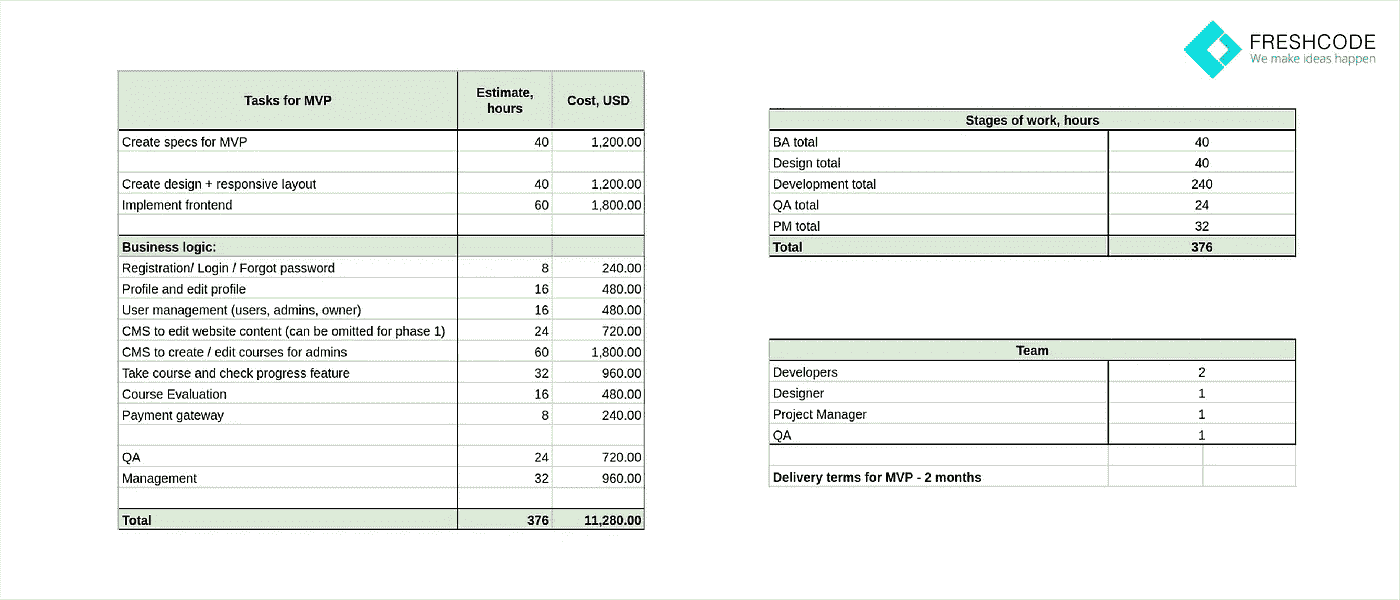 FRESHCODE
We make ideas happen
Tasks for MVP Estimate, hours Cost, USD
Create specs for MVP 40 1,200.00
Create design + responsive layout 40 1,200.00
Implement frontend 60 1,800.00
Business logic:
Registration/ Login / Forgot password 8 240.00
Profile and edit profile 16 480.00
User management (users, admins, owner) 16 480.00
CMS to edit website content (can be omitted for phase 1) 24 720.00
CMS to create / edit courses for admins 60 1,800.00
Take course and check progress feature 32 960.00
Course Evaluation 16 480.00
Payment gateway 8 240.00
QA 24 720.00
Management 32 960.00
Total 376 11,280.00
Stages of work, hours
BA total 40
Design total 40
Development total 240
QA total 24
PM total 32
Total 376
Team
Developers 2
Designer 1
Project Manager 1
QA 1
Delivery terms for MVP - 2 months